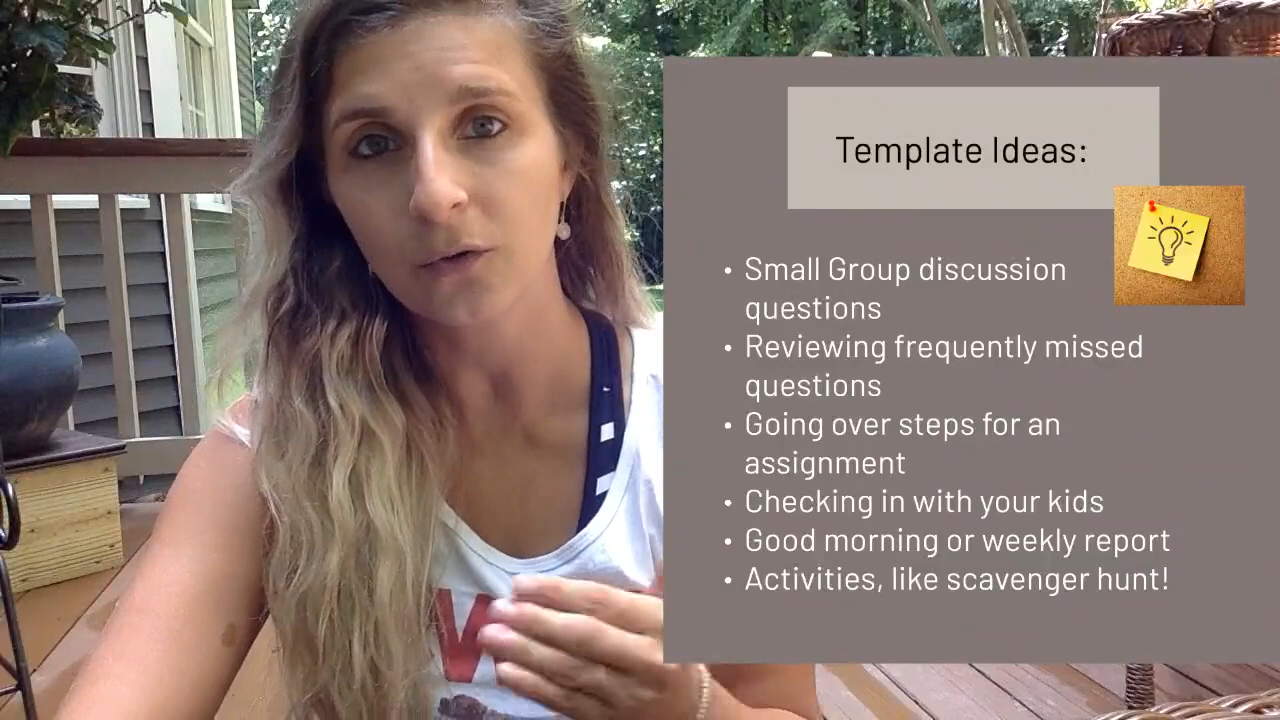 Template Ideas:
• Small Group discussion
questions
• Reviewing frequently missed
questions
• Going over steps for an
assignment
• Checking in with your kids
• Good morning or weekly report
• Activities, like scavenger hunt!